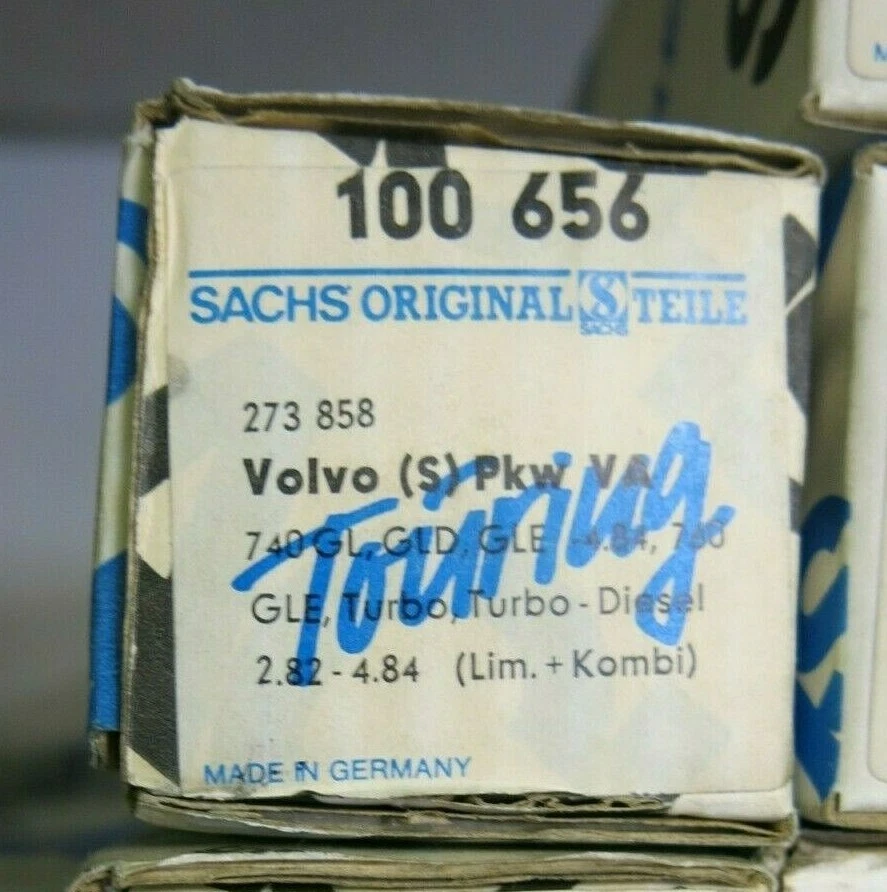 100 656
SACHS ORIGINAL S TEILE
SACHS
273 858
Volvo (S) Pkw VA
Touring
740 GL, GLD, GLE -4.84, 760
GLE, Turbo, Turbo - Diesel
2.82 - 4.84 (Lim. + Kombi)
MADE IN GERMANY